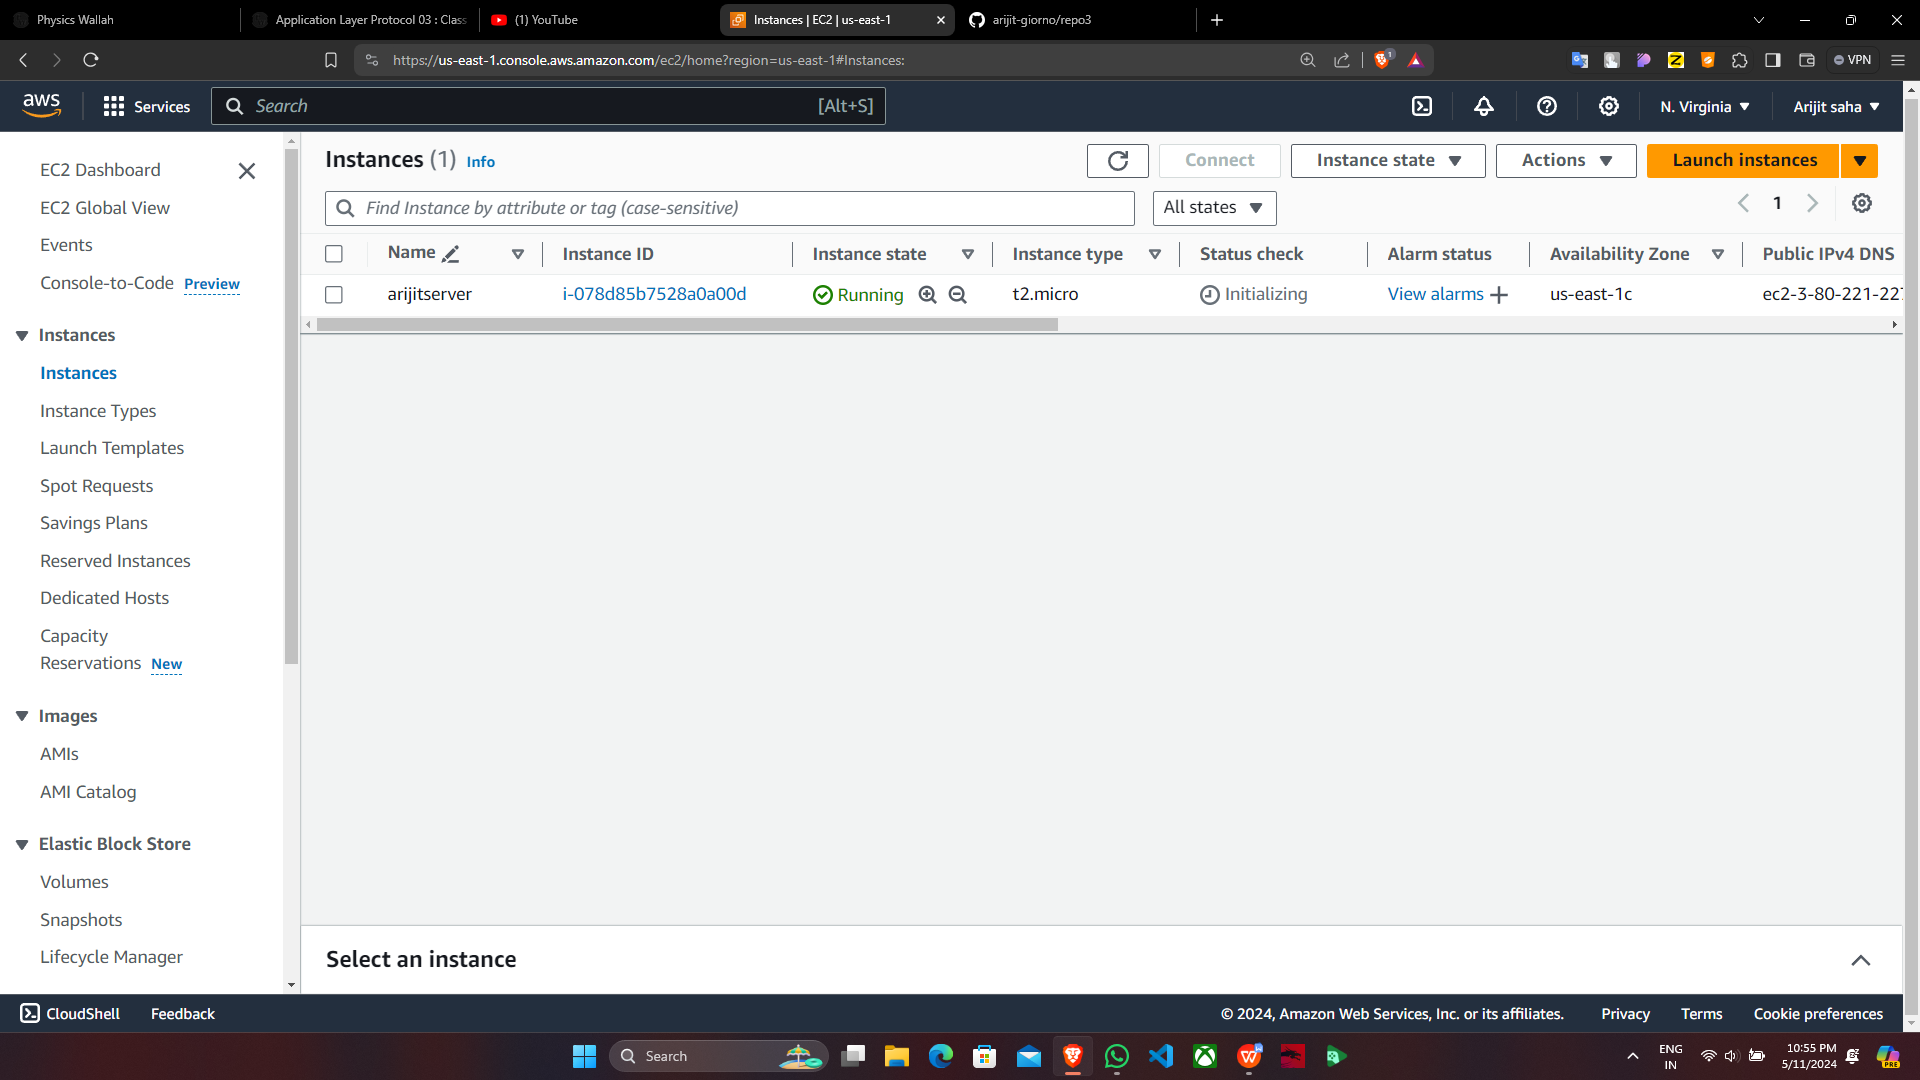 Physics Wallah
Application Layer Protocol 03 : Class
(1) YouTube
Instances | EC2 | us-east-1
arijit-giorno/repo3
https://us-east-1.console.aws.amazon.com/ec2/home?region=us-east-1#Instances:
1
VPN
aws
Services
Search
[Alt+S]
N. Virginia
Arijit saha
EC2 Dashboard
EC2 Global View
Events
Console-to-Code Preview
Instances
Instances
Instance Types
Launch Templates
Spot Requests
Savings Plans
Reserved Instances
Dedicated Hosts
Capacity
Reservations New
Images
AMIs
AMI Catalog
Elastic Block Store
Volumes
Snapshots
Lifecycle Manager
Instances (1) Info
Connect
Instance state
Actions
Launch instances
Find Instance by attribute or tag (case-sensitive)
All states
1
Name Instance ID Instance state Instance type Status check Alarm status Availability Zone Public IPv4 DNS
arijitserver i-078d85b7528a0a00d Running t2.micro Initializing View alarms us-east-1c ec2-3-80-221-227
Select an instance
CloudShell Feedback
© 2024, Amazon Web Services, Inc. or its affiliates. Privacy Terms Cookie preferences
Search
ENG
IN
10:55 PM
5/11/2024
PRE